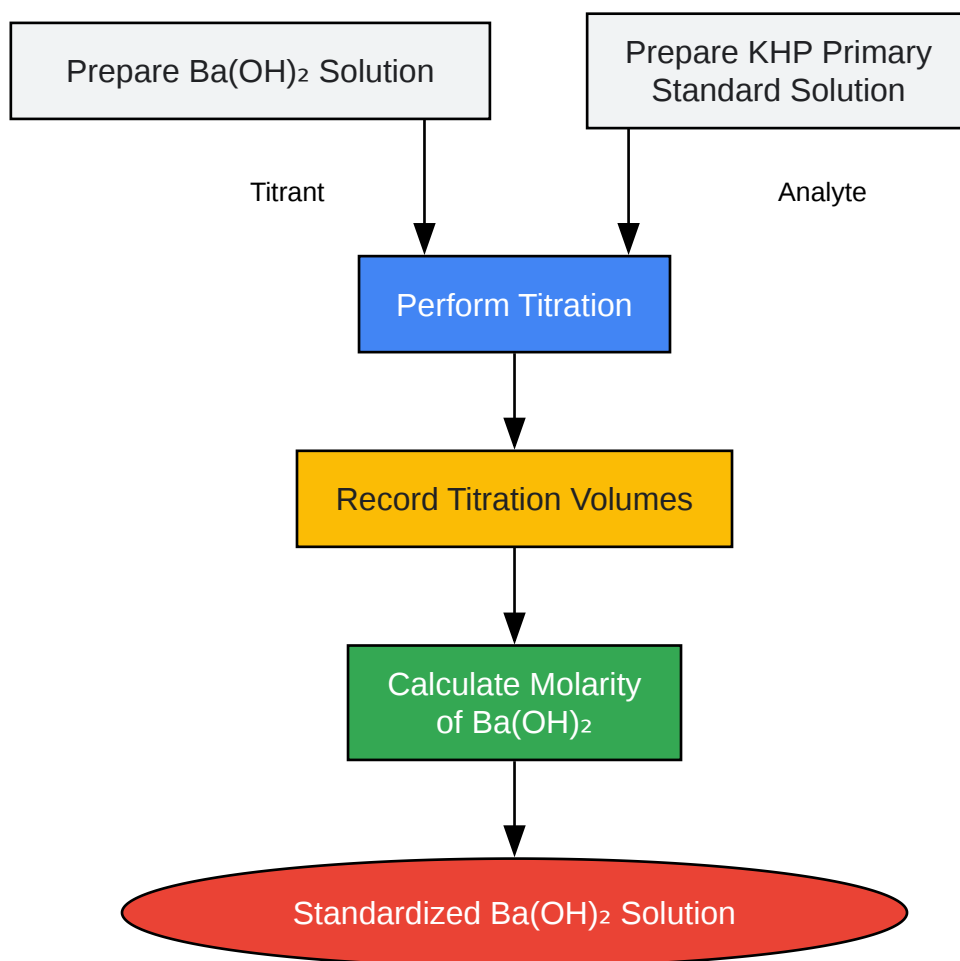 Prepare Ba(OH)₂ Solution
Prepare KHP Primary
Standard Solution
Titrant
Analyte
Perform Titration
Record Titration Volumes
Calculate Molarity
of Ba(OH)₂
Standardized Ba(OH)₂ Solution